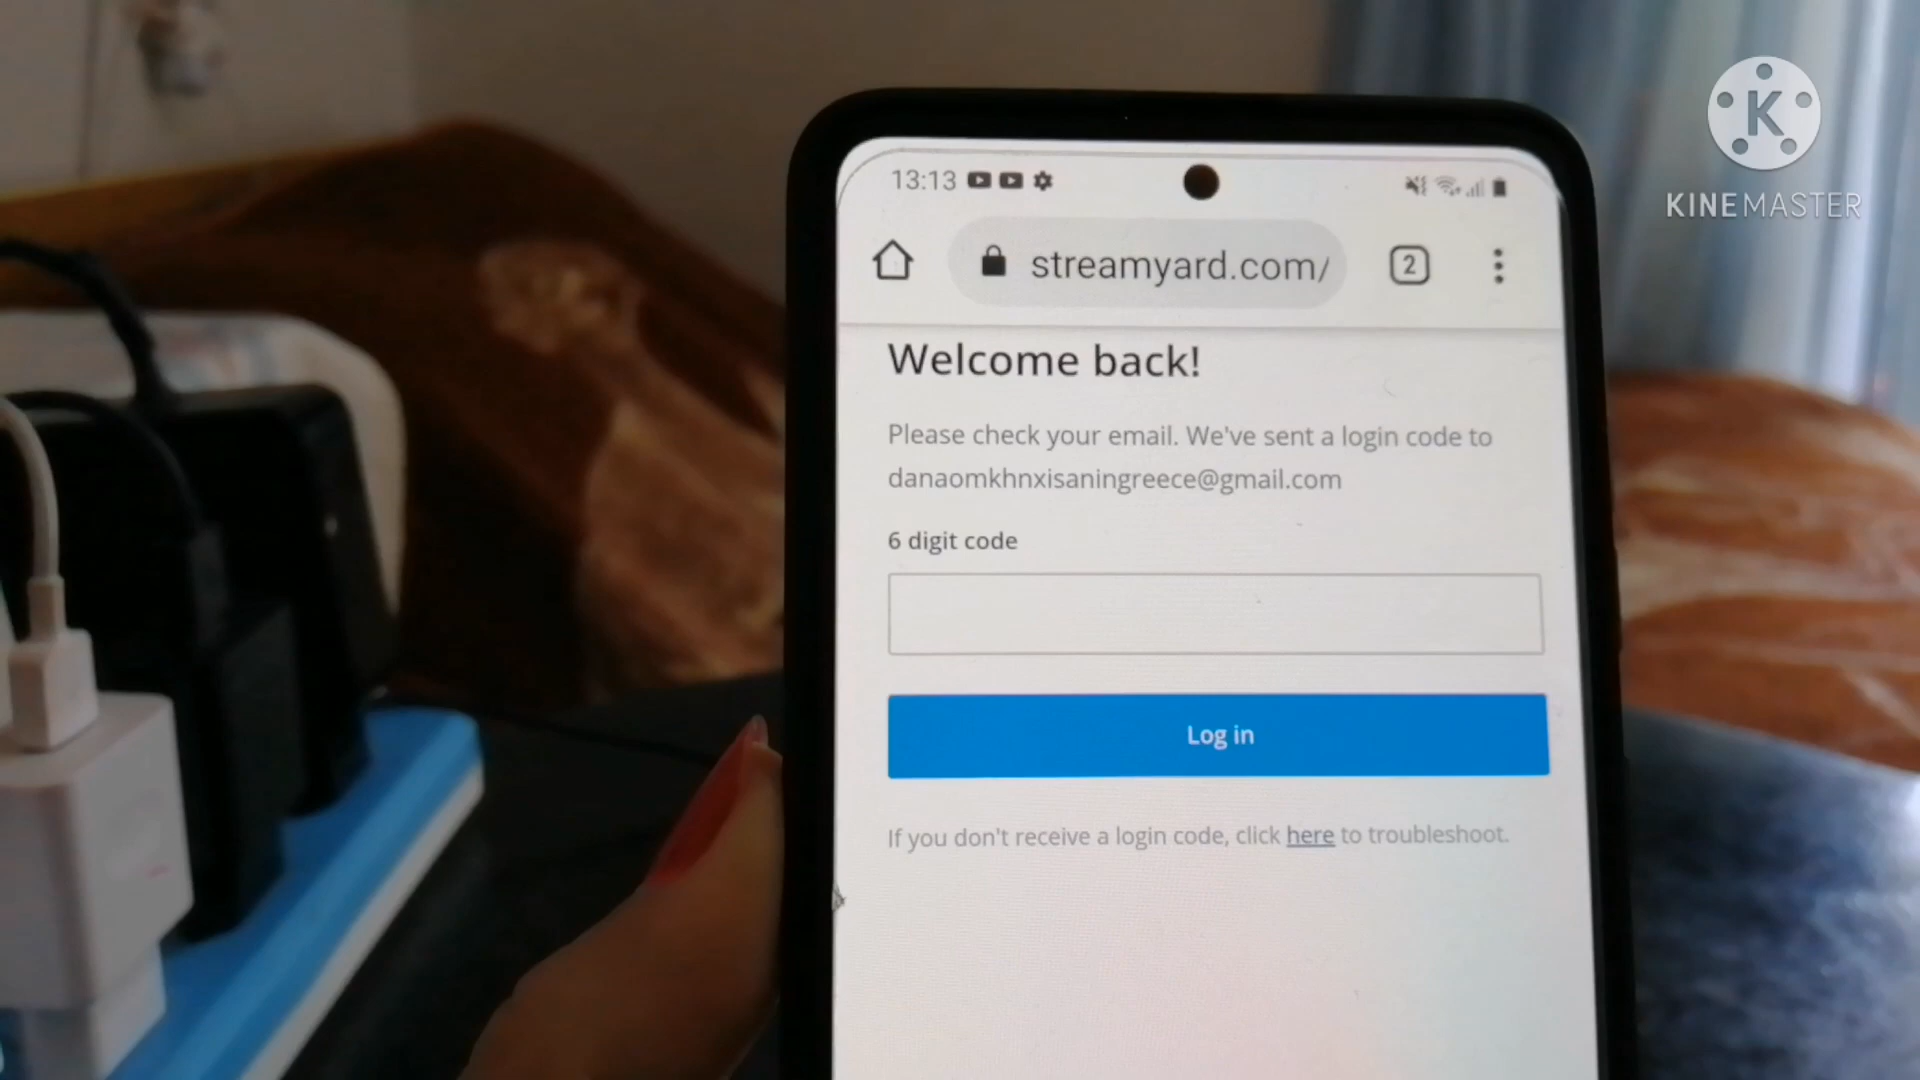 13:13
streamyard.com/
2
Welcome back!
Please check your email. We've sent a login code to
danaomkhnxisaningreece@gmail.com
6 digit code
Log in
If you don't receive a login code, click here to troubleshoot.
K
KINEMASTER